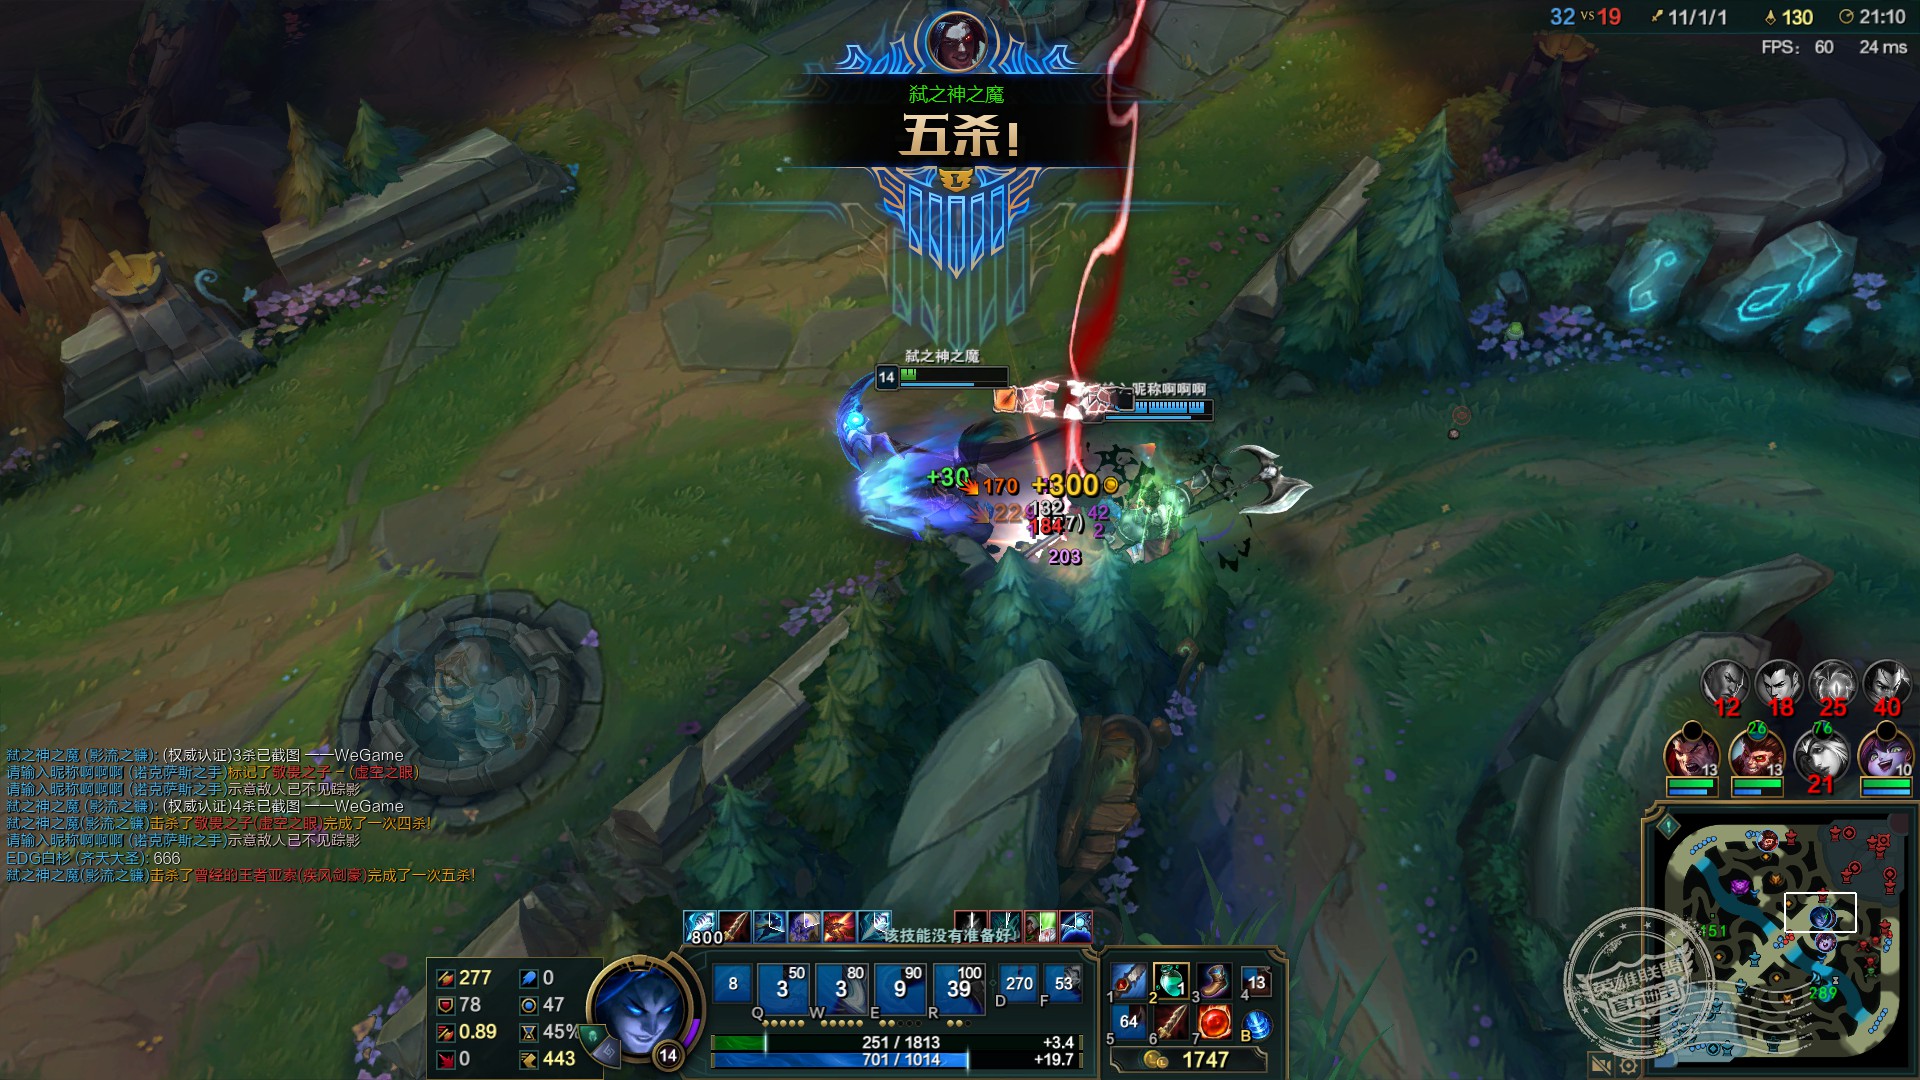 32 vs 19 11/1/1 130 21:10
FPS: 60 24 ms
弑之神之魔
五杀!
弑之神之魔
14
昵称啊啊啊
+30 170 +300
132 42
184 2
203
12 18 25 40
26 76
13 13 21 10
弑之神之魔 (影流之镰): (权威认证)3杀已截图 ——WeGame
请输入昵称啊啊啊 (诺克萨斯之手)标记了敬畏之子 - (虚空之眼)
请输入昵称啊啊啊 (诺克萨斯之手)示意敌人已不见踪影
弑之神之魔 (影流之镰): (权威认证)4杀已截图 ——WeGame
弑之神之魔(影流之镰)击杀了敬畏之子(虚空之眼)完成了一次四杀!
请输入昵称啊啊啊 (诺克萨斯之手)示意敌人已不见踪影
EDG白杉 (齐天大圣): 666
弑之神之魔(影流之镰)击杀了曾经的王者亚索(疾风剑豪)完成了一次五杀!
151
289
英雄联盟
800
该技能没有准备好!
277 0
78 47
0.89 45%
0 443
14
8 50 3 80 3 90 9 100 39 270 53
Q W E R D F
251 / 1813 +3.4
701 / 1014 +19.7
1 2 1 3 4 13
5 64 6 7 B
1747